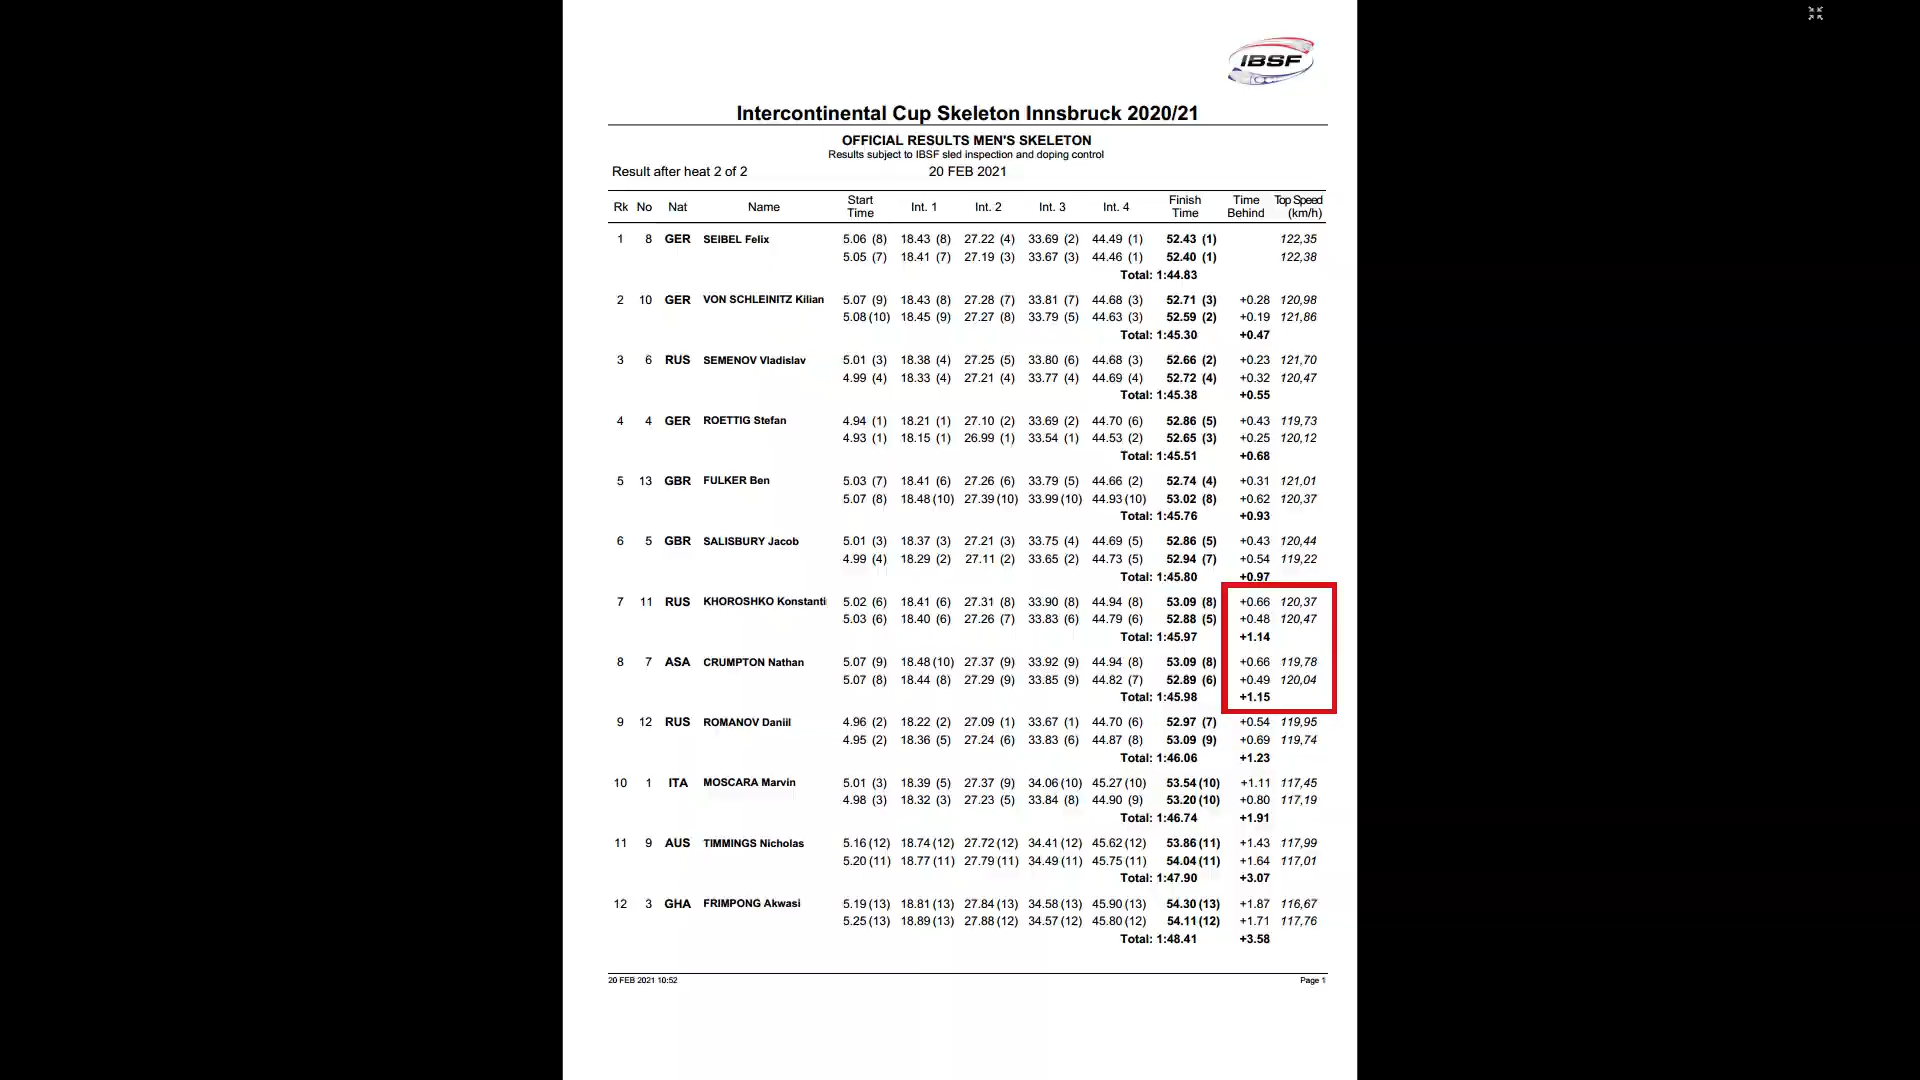 IBSF
Intercontinental Cup Skeleton Innsbruck 2020/21
OFFICIAL RESULTS MEN'S SKELETON
Results subject to IBSF sled inspection and doping control
Result after heat 2 of 2 20 FEB 2021
Rk No Nat Name Start Time Int. 1 Int. 2 Int. 3 Int. 4 Finish Time Time Behind Top Speed (km/h)
1 8 GER SEIBEL Felix 5.06 (8) 18.43 (8) 27.22 (4) 33.69 (2) 44.49 (1) 52.43 (1) 122,35
5.05 (7) 18.41 (7) 27.19 (3) 33.67 (3) 44.46 (1) 52.40 (1) 122,38
Total: 1:44.83
2 10 GER VON SCHLEINITZ Kilian 5.07 (9) 18.43 (8) 27.28 (7) 33.81 (7) 44.68 (3) 52.71 (3) +0.28 120,98
5.08 (10) 18.45 (9) 27.27 (8) 33.79 (5) 44.63 (3) 52.59 (2) +0.19 121,86
Total: 1:45.30 +0.47
3 6 RUS SEMENOV Vladislav 5.01 (3) 18.38 (4) 27.25 (5) 33.80 (6) 44.68 (3) 52.66 (2) +0.23 121,70
4.99 (4) 18.33 (4) 27.21 (4) 33.77 (4) 44.69 (4) 52.72 (4) +0.32 120,47
Total: 1:45.38 +0.55
4 4 GER ROETTIG Stefan 4.94 (1) 18.21 (1) 27.10 (2) 33.69 (2) 44.70 (6) 52.86 (5) +0.43 119,73
4.93 (1) 18.15 (1) 26.99 (1) 33.54 (1) 44.53 (2) 52.65 (3) +0.25 120,12
Total: 1:45.51 +0.68
5 13 GBR FULKER Ben 5.03 (7) 18.41 (6) 27.26 (6) 33.79 (5) 44.66 (2) 52.74 (4) +0.31 121,01
5.07 (8) 18.48 (10) 27.39 (10) 33.99 (10) 44.93 (10) 53.02 (8) +0.62 120,37
Total: 1:45.76 +0.93
6 5 GBR SALISBURY Jacob 5.01 (3) 18.37 (3) 27.21 (3) 33.75 (4) 44.69 (5) 52.86 (5) +0.43 120,44
4.99 (4) 18.29 (2) 27.11 (2) 33.65 (2) 44.73 (5) 52.94 (7) +0.54 119,22
Total: 1:45.80 +0.97
7 11 RUS KHOROSHKO Konstanti 5.02 (6) 18.41 (6) 27.31 (8) 33.90 (8) 44.94 (8) 53.09 (8) +0.66 120,37
5.03 (6) 18.40 (6) 27.26 (7) 33.83 (6) 44.79 (6) 52.88 (5) +0.48 120,47
Total: 1:45.97 +1.14
8 7 ASA CRUMPTON Nathan 5.07 (9) 18.48 (10) 27.37 (9) 33.92 (9) 44.94 (8) 53.09 (8) +0.66 119,78
5.07 (8) 18.44 (8) 27.29 (9) 33.85 (9) 44.82 (7) 52.89 (6) +0.49 120,04
Total: 1:45.98 +1.15
9 12 RUS ROMANOV Daniil 4.96 (2) 18.22 (2) 27.09 (1) 33.67 (1) 44.70 (6) 52.97 (7) +0.54 119,95
4.95 (2) 18.36 (5) 27.24 (6) 33.83 (6) 44.87 (8) 53.09 (9) +0.69 119,74
Total: 1:46.06 +1.23
10 1 ITA MOSCARA Marvin 5.01 (3) 18.39 (5) 27.37 (9) 34.06 (10) 45.27 (10) 53.54 (10) +1.11 117,45
4.98 (3) 18.32 (3) 27.23 (5) 33.84 (8) 44.90 (9) 53.20 (10) +0.80 117,19
Total: 1:46.74 +1.91
11 9 AUS TIMMINGS Nicholas 5.16 (12) 18.74 (12) 27.72 (12) 34.41 (12) 45.62 (12) 53.86 (11) +1.43 117,99
5.20 (11) 18.77 (11) 27.79 (11) 34.49 (11) 45.75 (11) 54.04 (11) +1.64 117,01
Total: 1:47.90 +3.07
12 3 GHA FRIMPONG Akwasi 5.19 (13) 18.81 (13) 27.84 (13) 34.58 (13) 45.90 (13) 54.30 (13) +1.87 116,67
5.25 (13) 18.89 (13) 27.88 (12) 34.57 (12) 45.80 (12) 54.11 (12) +1.71 117,76
Total: 1:48.41 +3.58
20 FEB 2021 10:52 Page 1